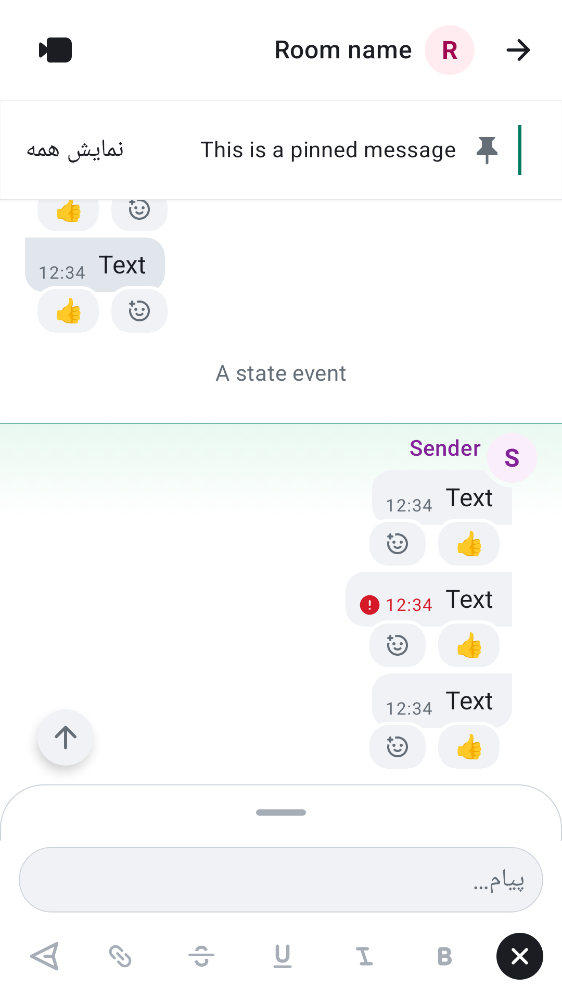 Room name
R
This is a pinned message
نمایش همه
👍
12:34 Text
👍
A state event
Sender
S
12:34 Text
👍
12:34 Text
👍
12:34 Text
👍
پیام...
U I B